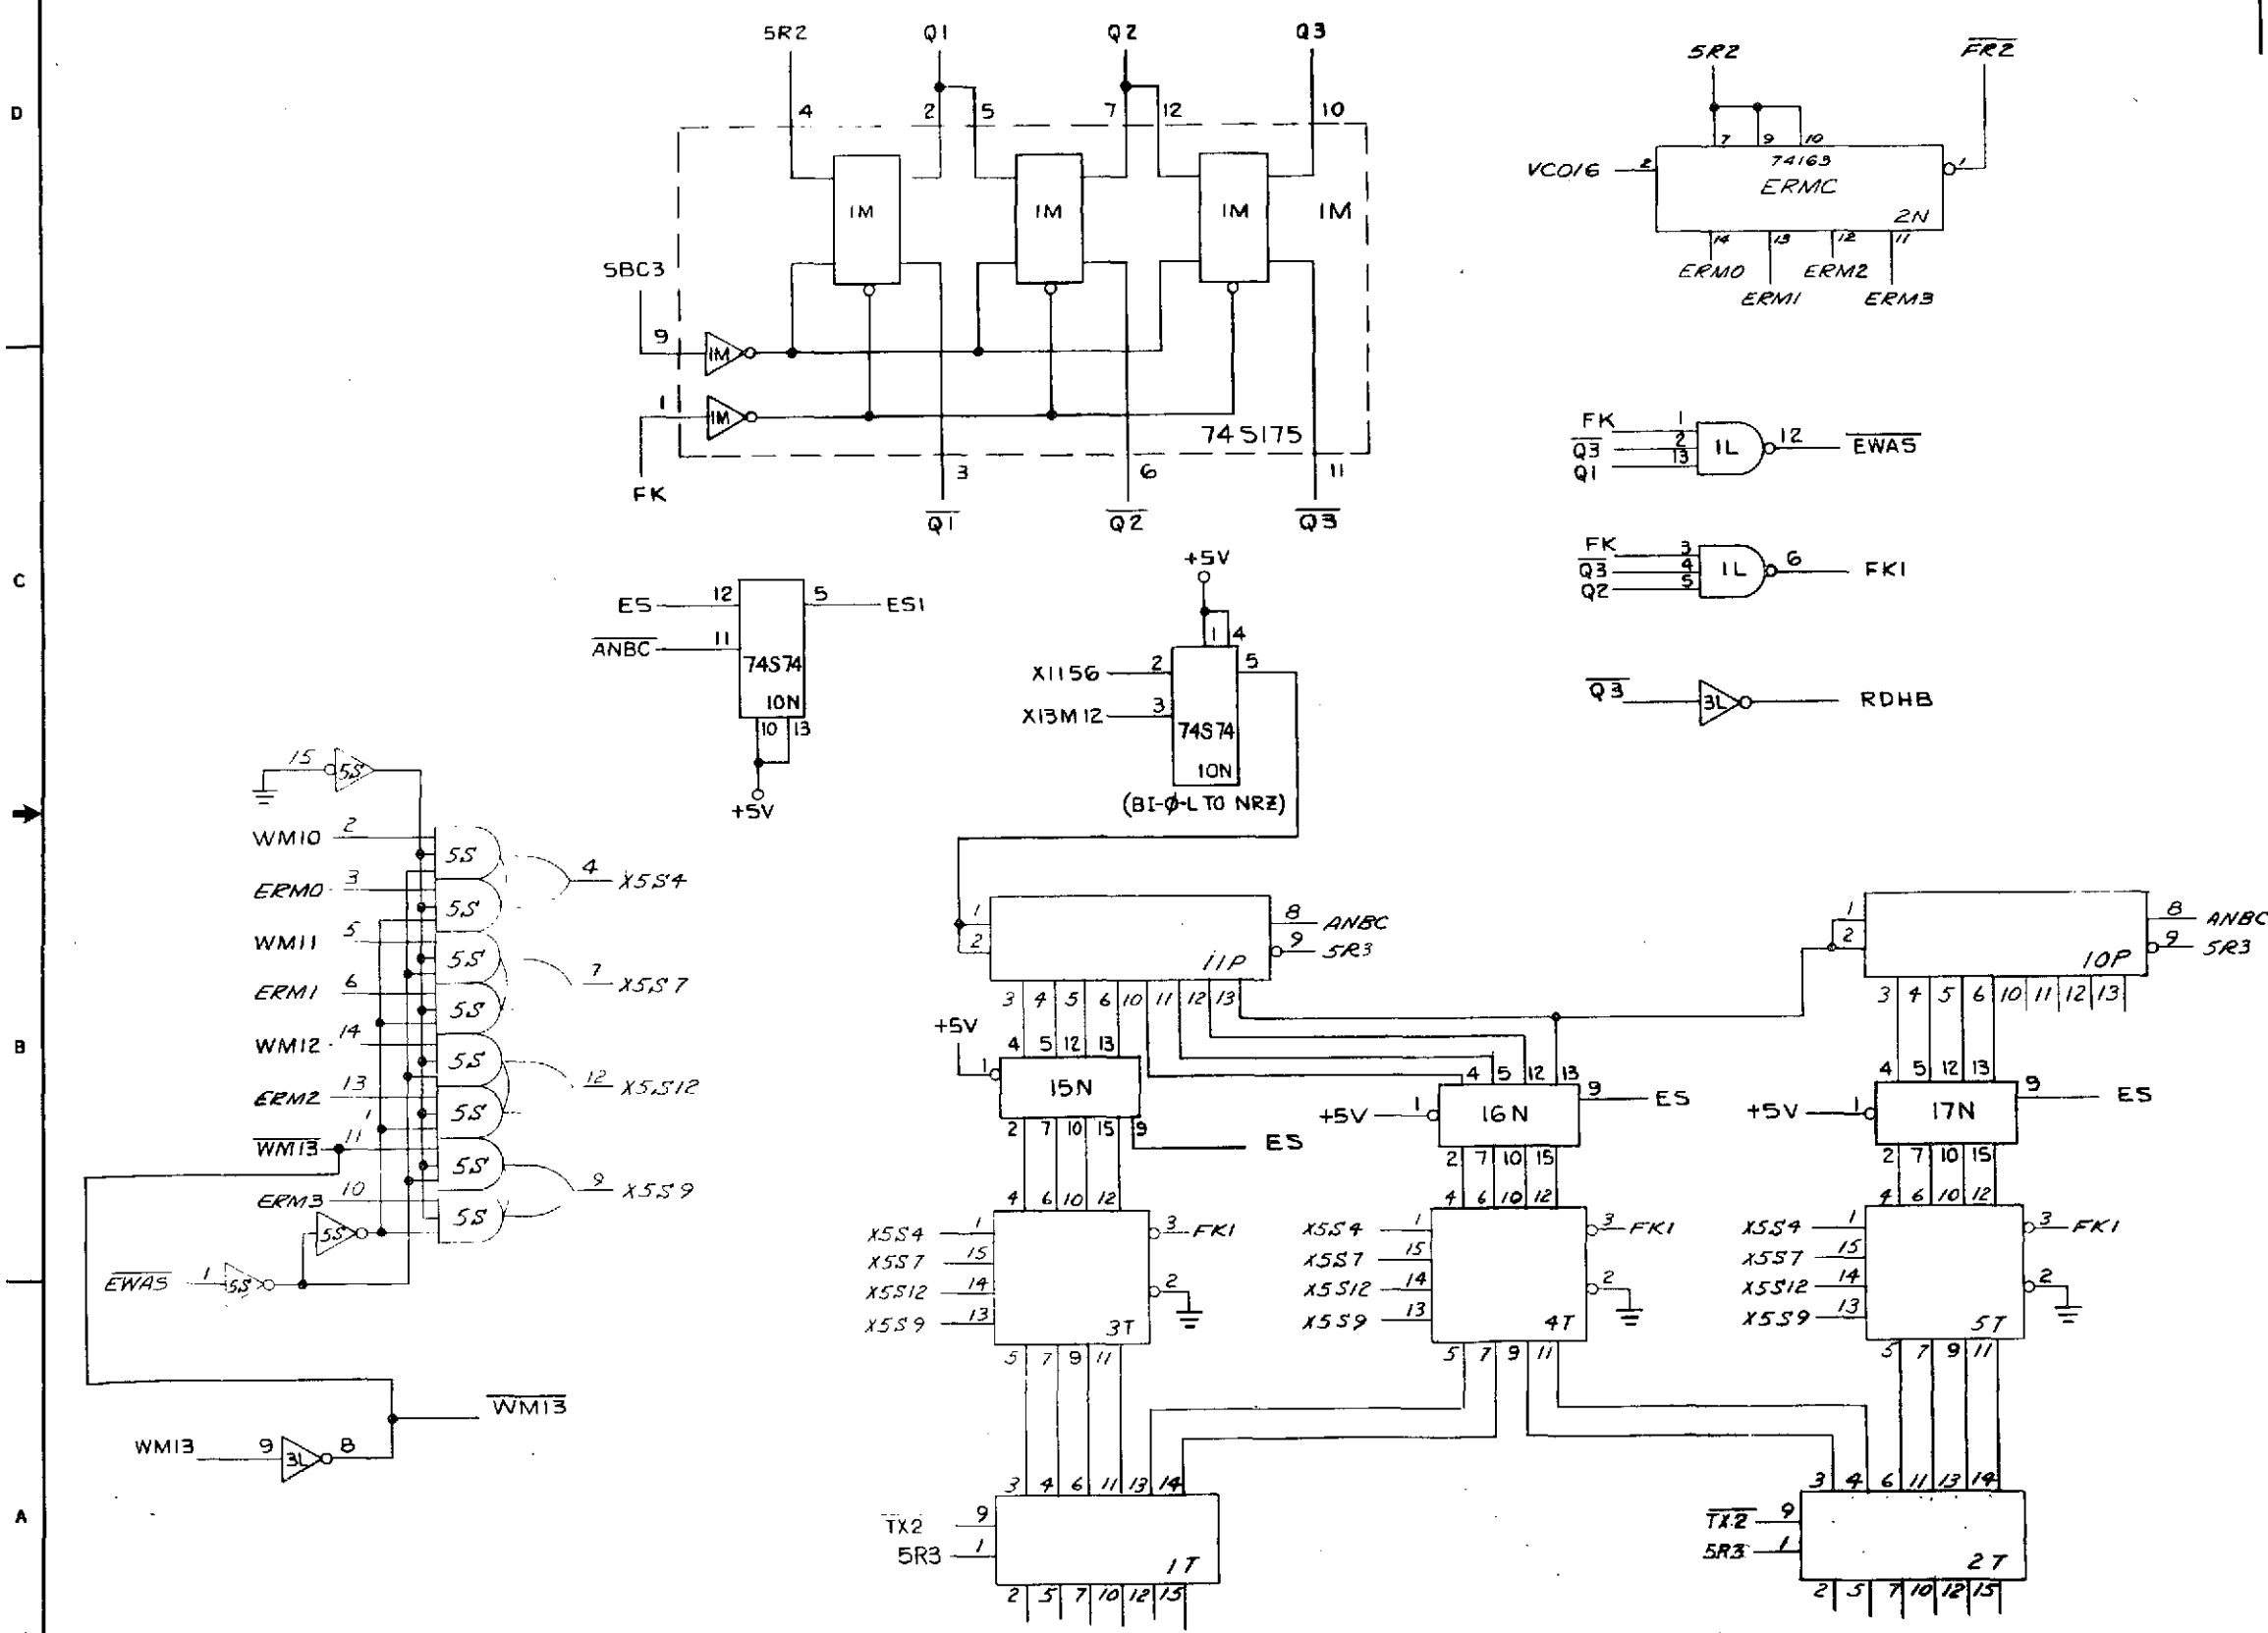 D
5R2 Q1 Q2 Q3
4 2 5 7 12 10
1M 1M 1M 1M
SBC3
9 1M
1 1M
74S175
FK
3 6 11
Q1 Q2 Q3
5R2 FR2
7 9 10
VCO/6 2 74163 1
ERMC
2N
14 13 12 11
ERM0 ERM2
ERM1 ERM3
FK 1
Q3 2 1L 12 EWAS
Q1 13
C
FK 3
Q3 4 1L 6 FK1
Q2 5
Q3 3L RDHB
ES 12 5 ES1
ANBC 11
74S74
10N
10 13
+5V
+5V
1 4
X1156 2 5
X13M12 3
74S74
10N
(BI-Ø-L TO NRZ)
15 5S
WM10 2 5S
4 X5S4
ERM0 3 5S
WM11 5 5S
7 X5S7
ERM1 6 5S
B
WM12 14 5S
12 X5S12
ERM2 13 5S
1
WM13 11 5S
9 X5S9
ERM3 10 5S
5S
EWAS 1 5S
WM13
WM13 9 3L 8
1 8 ANBC
2 9 5R3
11P
3 4 5 6 10 11 12 13
+5V
4 5 12 13
1 15N
2 7 10 15 9 ES
4 6 10 12
X5S4 1 3 FK1
X5S7 15
X5S12 14 2
X5S9 13
3T
5 7 9 11
4 5 12 13
+5V 1 16N 9 ES
2 7 10 15
4 6 10 12
X5S4 1 3 FK1
X5S7 15
X5S12 14 2
X5S9 13
4T
5 7 9 11
1 8 ANBC
2 9 5R3
10P
3 4 5 6 10 11 12 13
4 5 12 13
+5V 1 17N 9 ES
2 7 10 15
4 6 10 12
X5S4 1 3 FK1
X5S7 15
X5S12 14 2
X5S9 13
5T
5 7 9 11
A
3 4 6 11 13 14
TX2 9
5R3 1
1T
2 5 7 10 12 15
3 4 6 11 13 14
TX2 9
5R3 1
2T
2 5 7 10 12 15